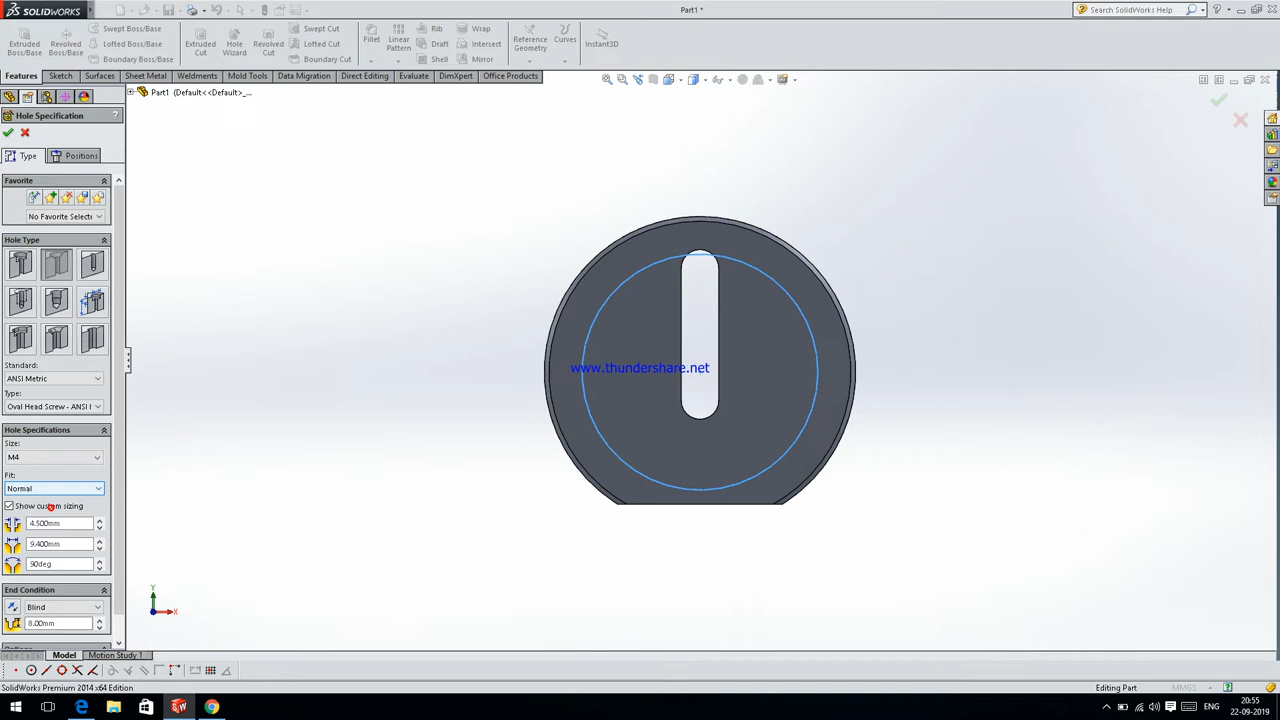 SOLIDWORKS
Part1 *
Search SolidWorks Help
Extruded Boss/Base
Revolved Boss/Base
Swept Boss/Base
Lofted Boss/Base
Boundary Boss/Base
Extruded Cut
Hole Wizard
Revolved Cut
Swept Cut
Lofted Cut
Boundary Cut
Fillet
Linear Pattern
Rib
Draft
Shell
Wrap
Intersect
Mirror
Reference Geometry
Curves
Instant3D
Features Sketch Surfaces Sheet Metal Weldments Mold Tools Data Migration Direct Editing Evaluate DimXpert Office Products
Part1 (Default<<Default>_...
Hole Specification ?
Type Positions
Favorite
No Favorite Selecte
Hole Type
Standard:
ANSI Metric
Type:
Oval Head Screw - ANSI I
Hole Specifications
Size:
M4
Fit:
Normal
Show custom sizing
4.500mm
9.400mm
90deg
End Condition
Blind
8.00mm
www.thundershare.net
Y
X
Model Motion Study 1
SolidWorks Premium 2014 x64 Edition
Editing Part
MMGS
ENG
20:55
22-09-2019